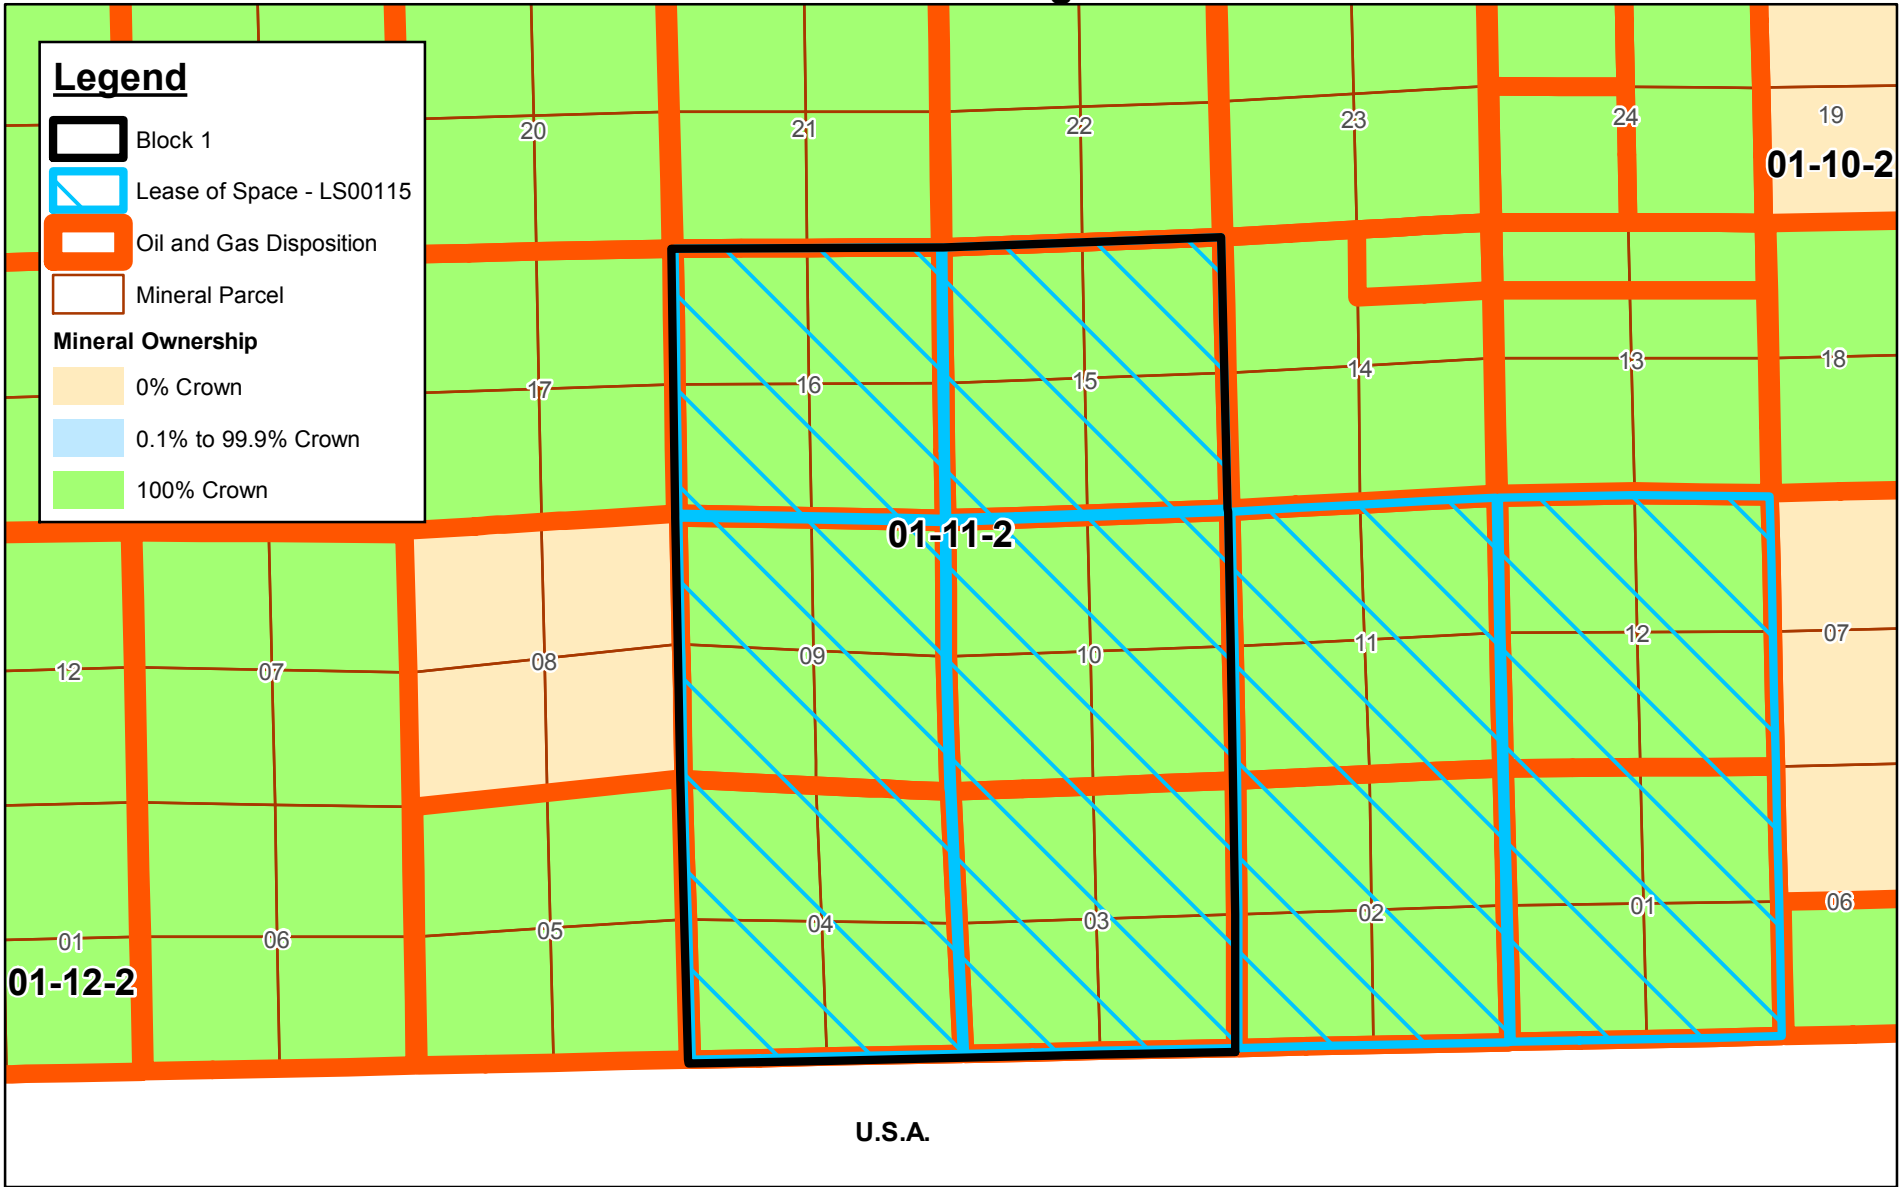 g
Legend
Block 1
Lease of Space - LS00115
Oil and Gas Disposition
Mineral Parcel
Mineral Ownership
0% Crown
0.1% to 99.9% Crown
100% Crown
20
21
22
23
24
19
01-10-2
17
16
15
14
13
18
01-11-2
12
07
08
09
10
11
12
07
01
06
05
04
03
02
01
06
01-12-2
U.S.A.